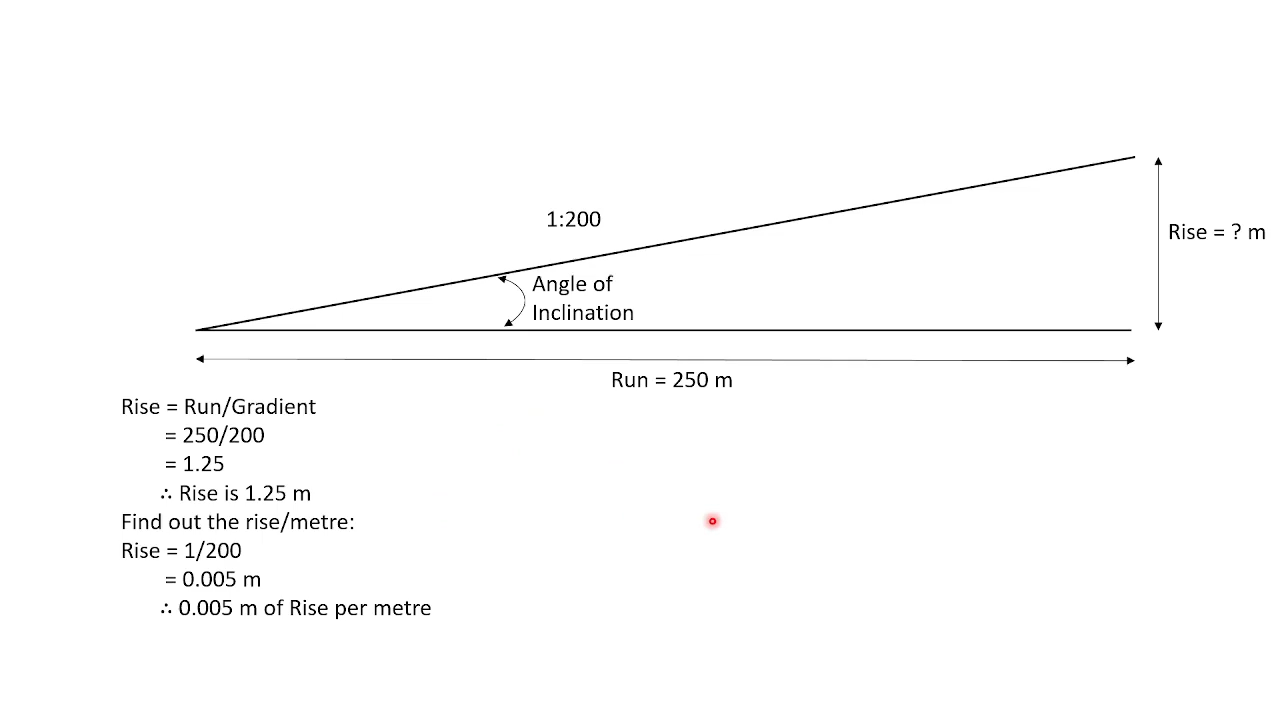 1:200
Rise = ? m
Angle of
Inclination
Run = 250 m
Rise = Run/Gradient
= 250/200
= 1.25
∴ Rise is 1.25 m
Find out the rise/metre:
Rise = 1/200
= 0.005 m
∴ 0.005 m of Rise per metre